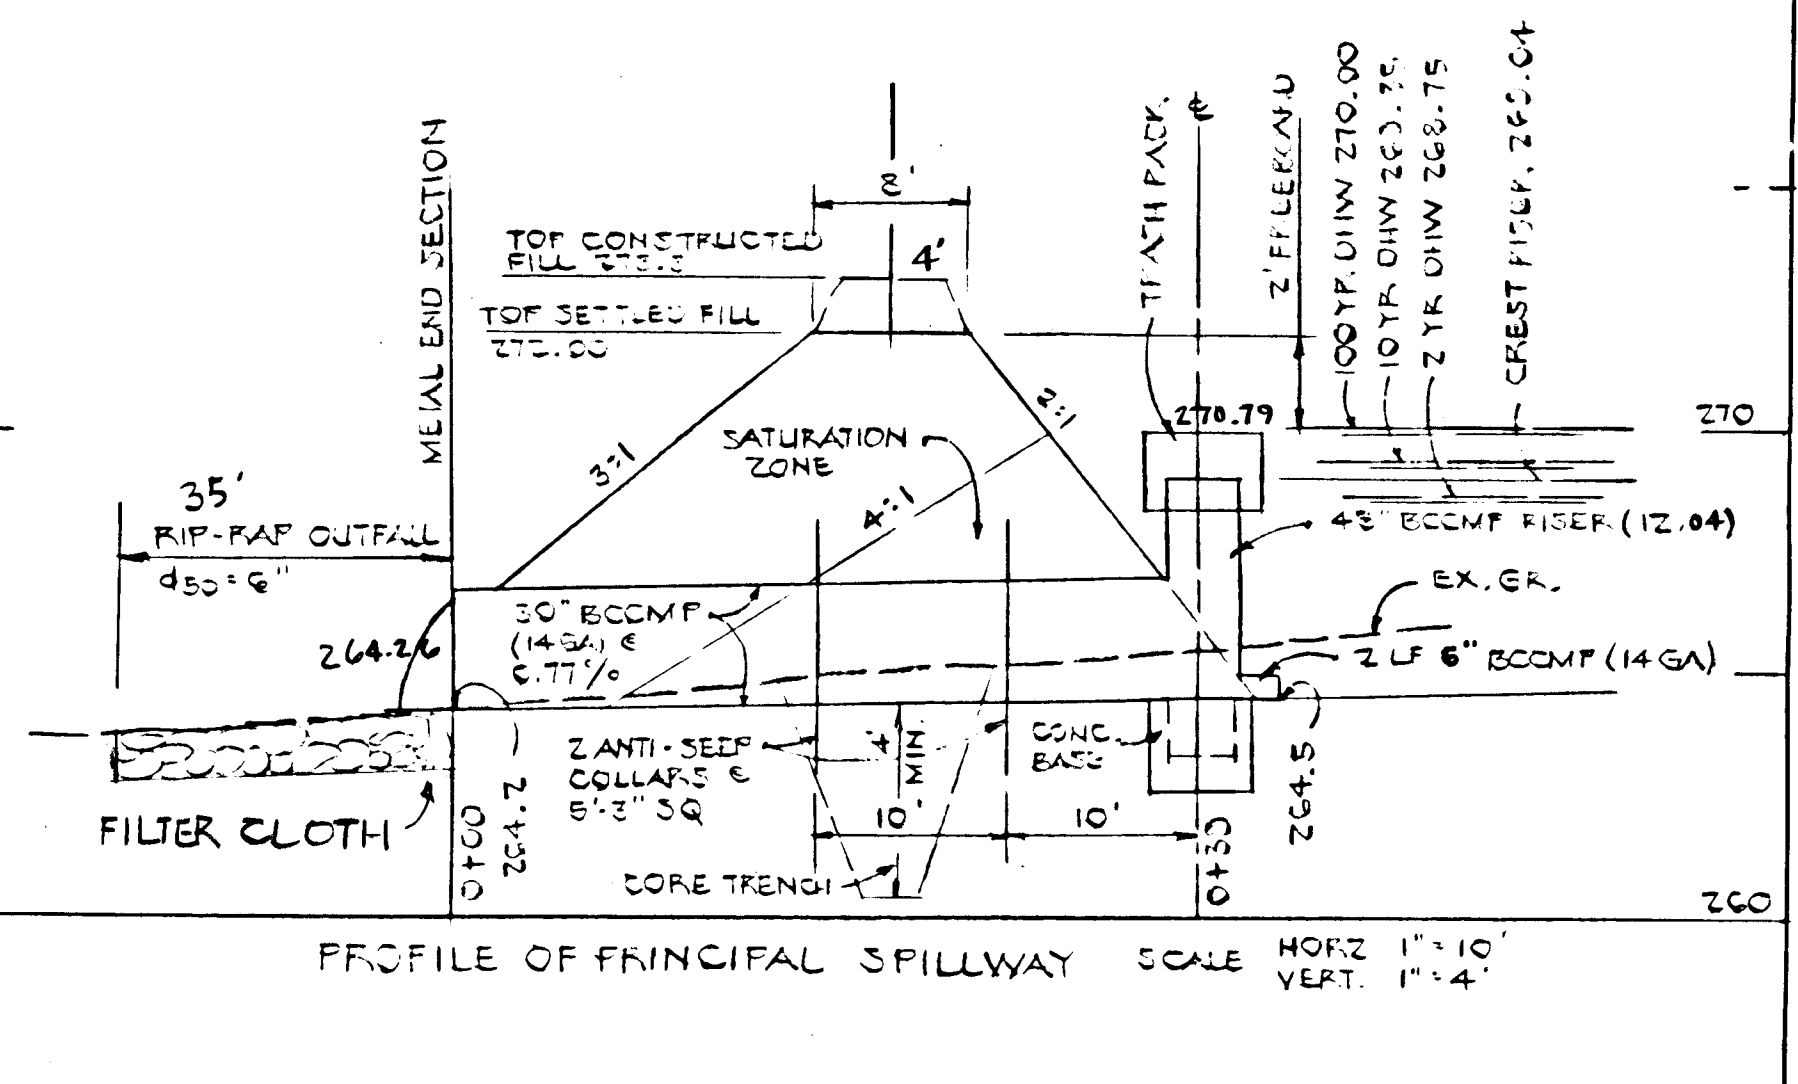 METAL END SECTION
8'
TOP CONSTRUCTED
FILL
4'
TOP SETTLED FILL
272.00
3:1
2:1
4:1
SATURATION
ZONE
TRASH PACK.
℄
2' FREEBOARD
100 YR. DHW 270.00
10 YR DHW
2 YR DHW 268.75
CREST RISER.
270.79
270
35'
RIP-RAP OUTFALL
d50 = 6"
48" BCCMP RISER (12.04)
EX. GR.
2 LF 6" BCCMP (14 GA)
264.26
30" BCCMP
(14 GA) @
0.77%
2 ANTI-SEEP
COLLARS @
5'-3" SQ
4'
MIN.
CONC.
BASE
10'
10'
0+00
264.2
0+39
264.5
FILTER CLOTH
CORE TRENCH
260
PROFILE OF PRINCIPAL SPILLWAY SCALE HORZ 1" = 10'
VERT. 1" = 4'